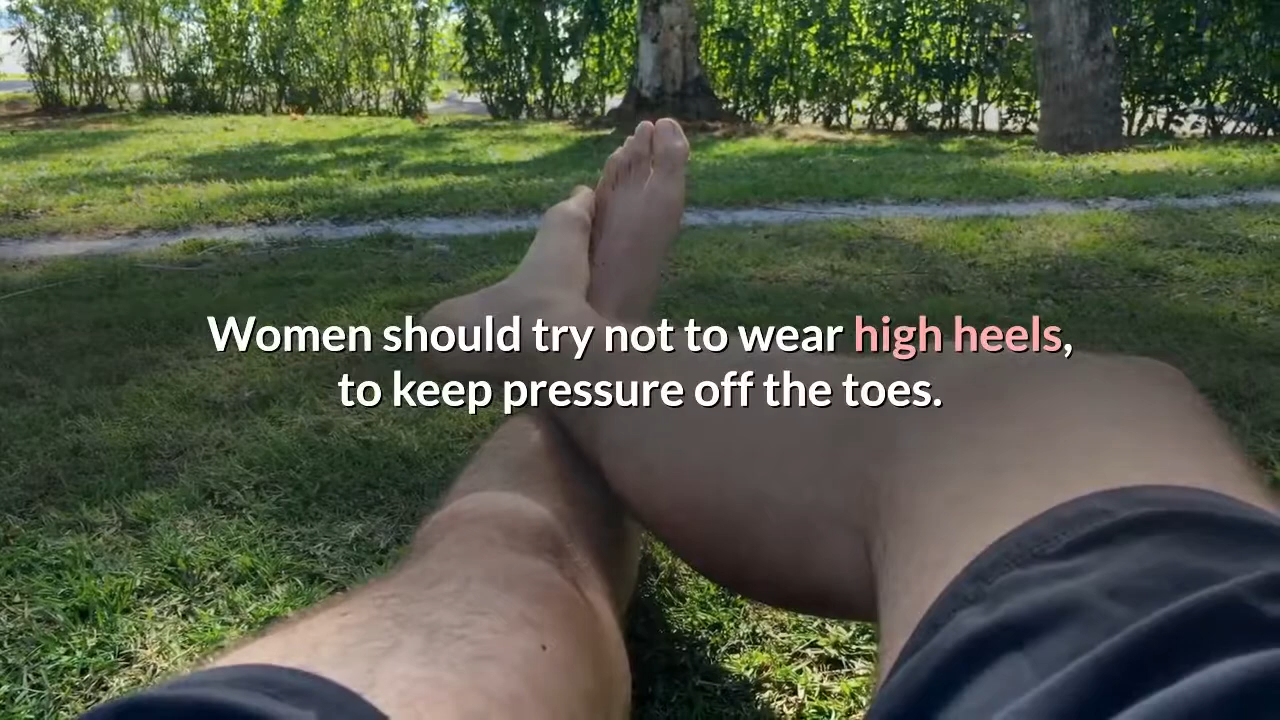 Women should try not to wear high heels,
to keep pressure off the toes.